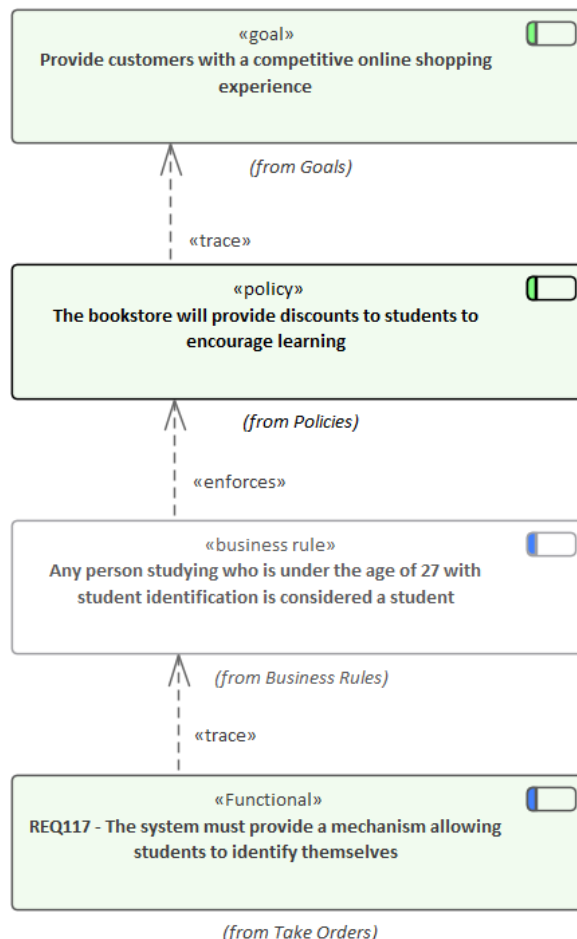 «goal»
Provide customers with a competitive online shopping
experience
(from Goals)
«trace»
«policy»
The bookstore will provide discounts to students to
encourage learning
(from Policies)
«enforces»
«business rule»
Any person studying who is under the age of 27 with
student identification is considered a student
(from Business Rules)
«trace»
«Functional»
REQ117 - The system must provide a mechanism allowing
students to identify themselves
(from Take Orders)